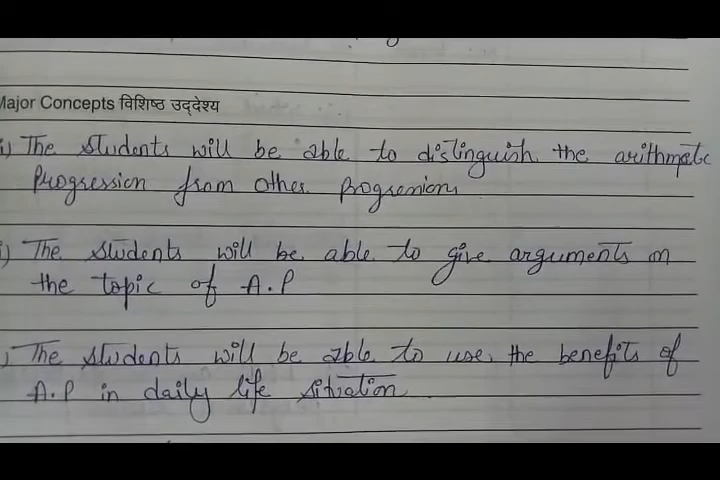 Major Concepts विशिष्ठ उद्देश्य
i) The students will be able to distinguish the arithmetic
Progression from other Progression
i) The students will be able to give arguments on
the topic of A.P
) The students will be able to use the benefits of
A.P in daily life situation